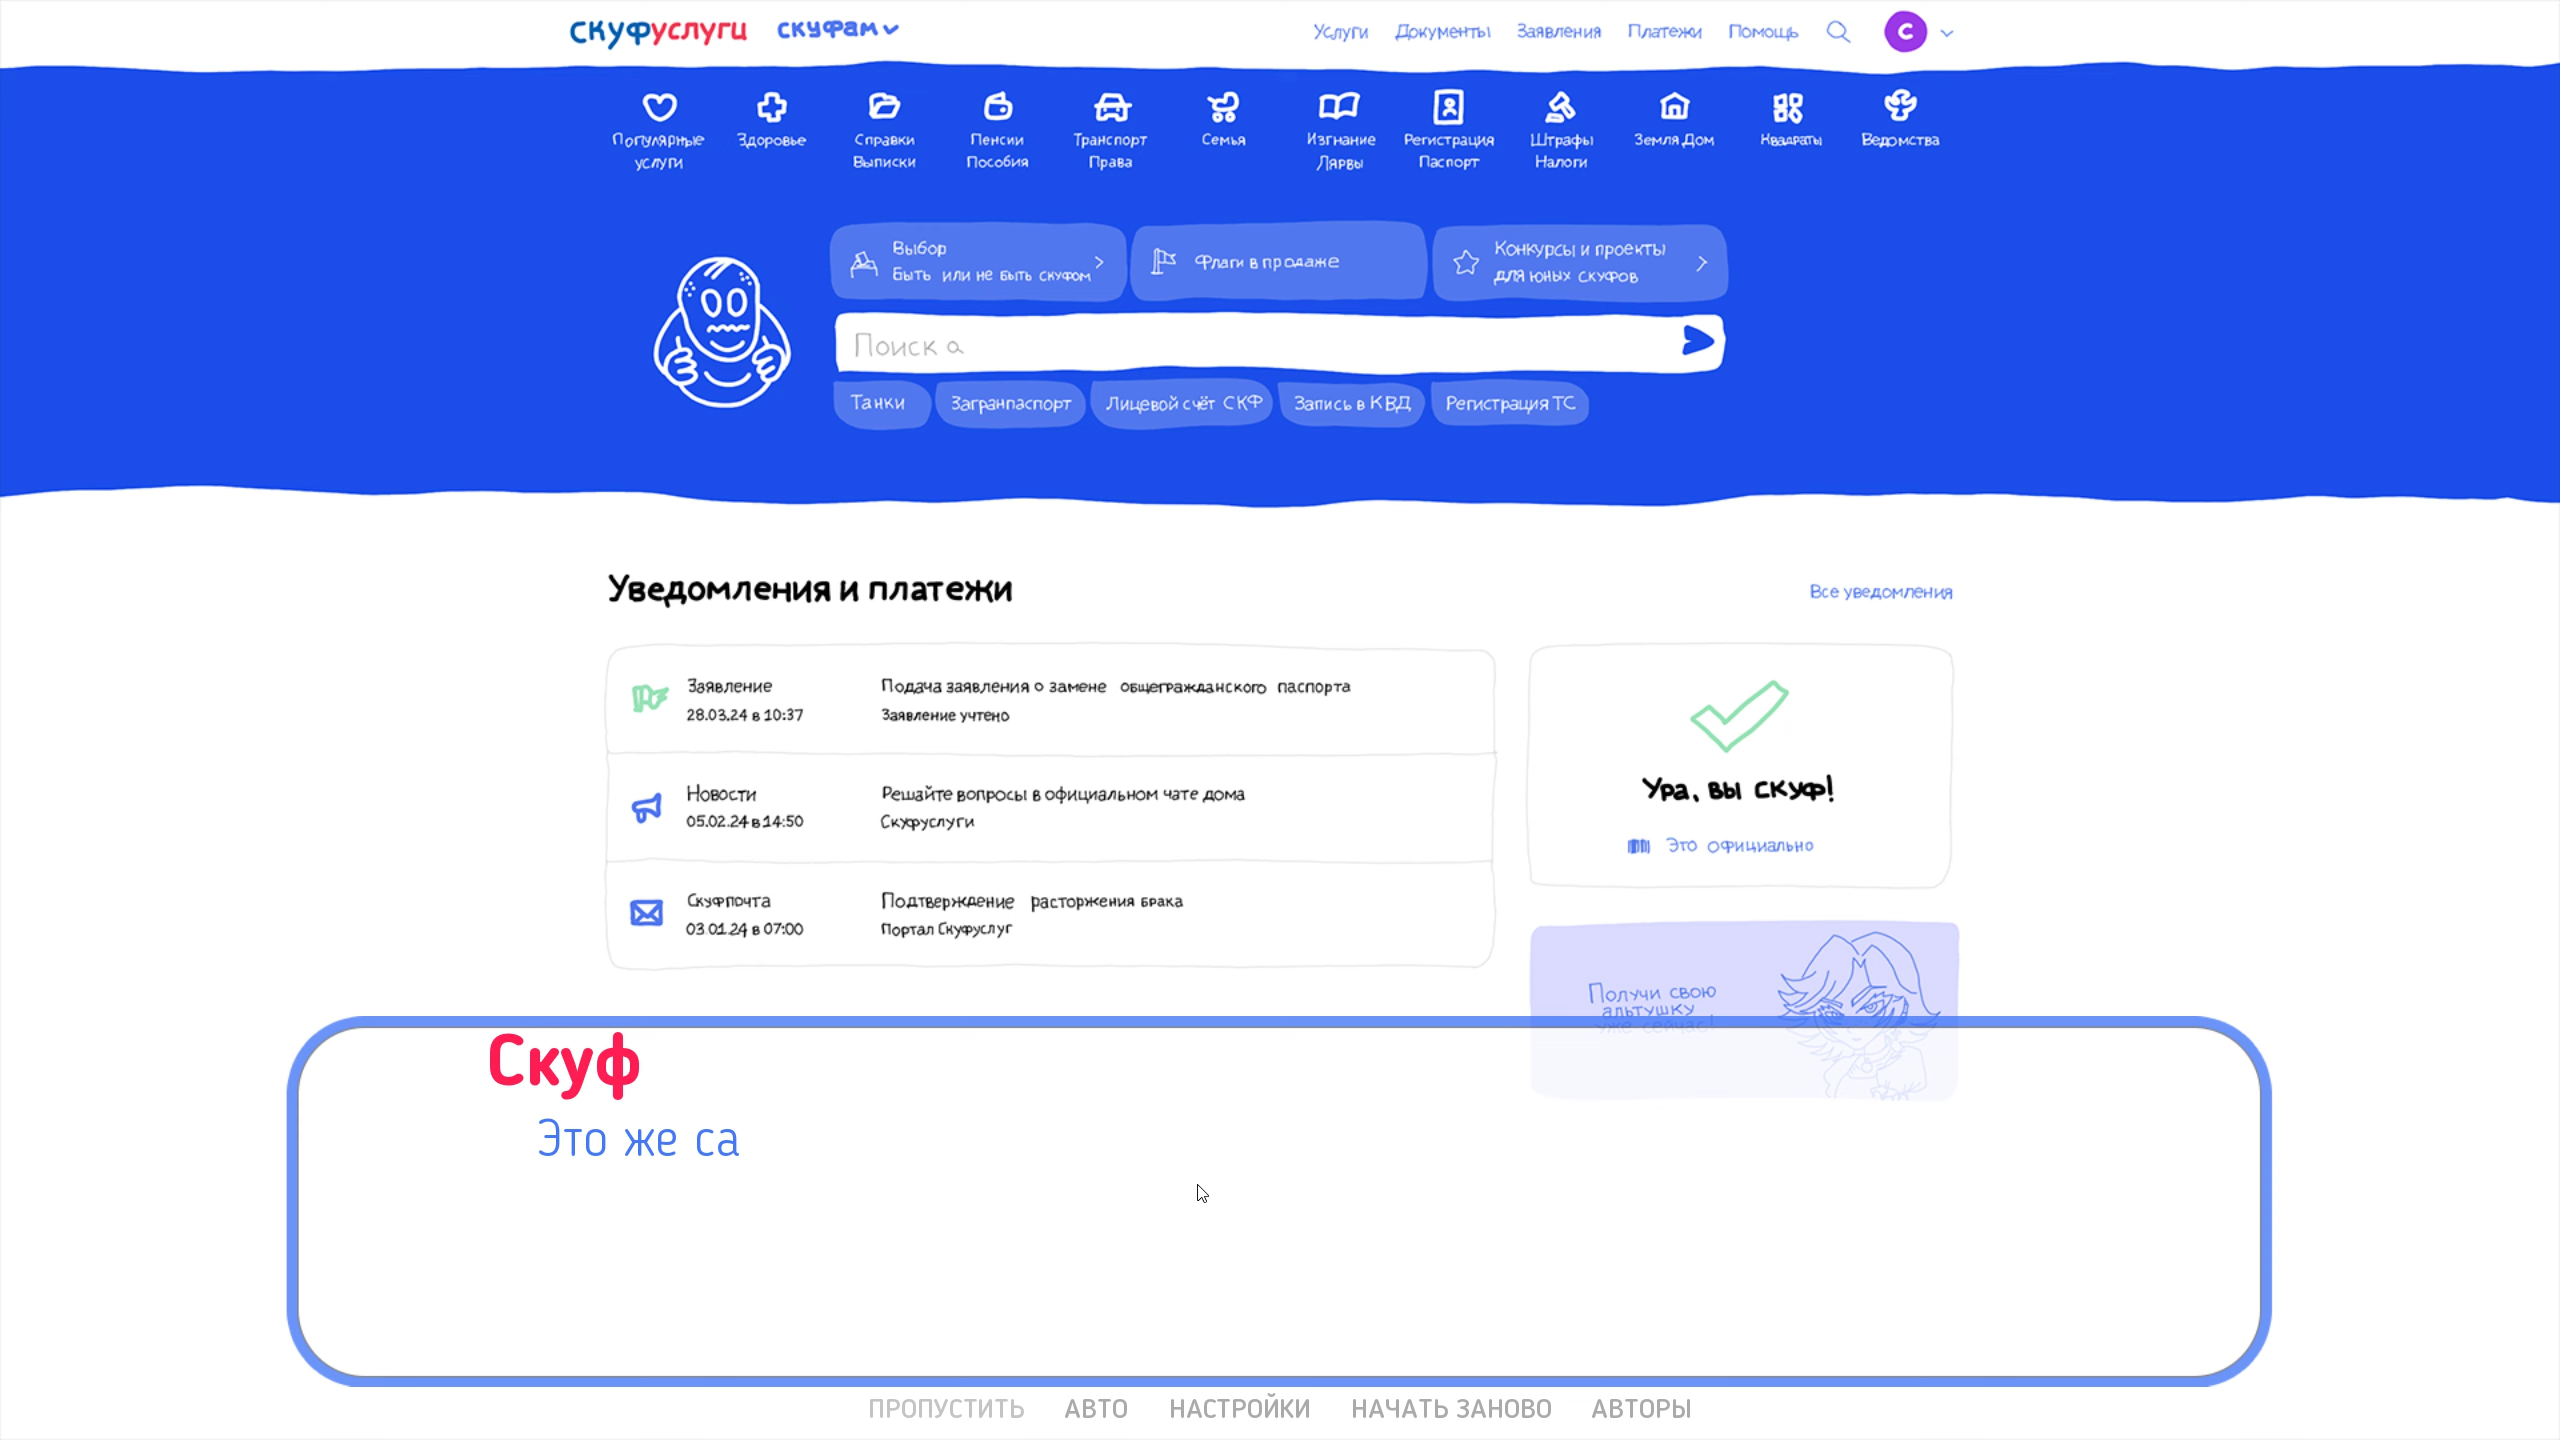 скуфуслуги скуфам Услуги Документы Заявления Платежи Помощь С
Популярные услуги
Здоровье
Справки Выписки
Пенсии Пособия
Транспорт Права
Семья
Изгнание Лярвы
Регистрация Паспорт
Штрафы Налоги
Земля Дом
Квадраты
Ведомства
Выбор
Быть или не быть скуфом
Флаги в продаже
Конкурсы и проекты
для юных скуфов
Поиск а
Танки Загранпаспорт Лицевой счёт СКФ Запись в КВД Регистрация ТС
Уведомления и платежи
Все уведомления
Заявление
28.03.24 в 10:37
Подача заявления о замене общегражданского паспорта
Заявление учтено
Новости
05.02.24 в 14:50
Решайте вопросы в официальном чате дома
Скуфуслуги
Скуфпочта
03.01.24 в 07:00
Подтверждение расторжения брака
Портал Скуфуслуг
Ура, вы скуф!
Это официально
Получи свою
альтушку
уже сейчас!
Скуф
Это же са
ПРОПУСТИТЬ АВТО НАСТРОЙКИ НАЧАТЬ ЗАНОВО АВТОРЫ